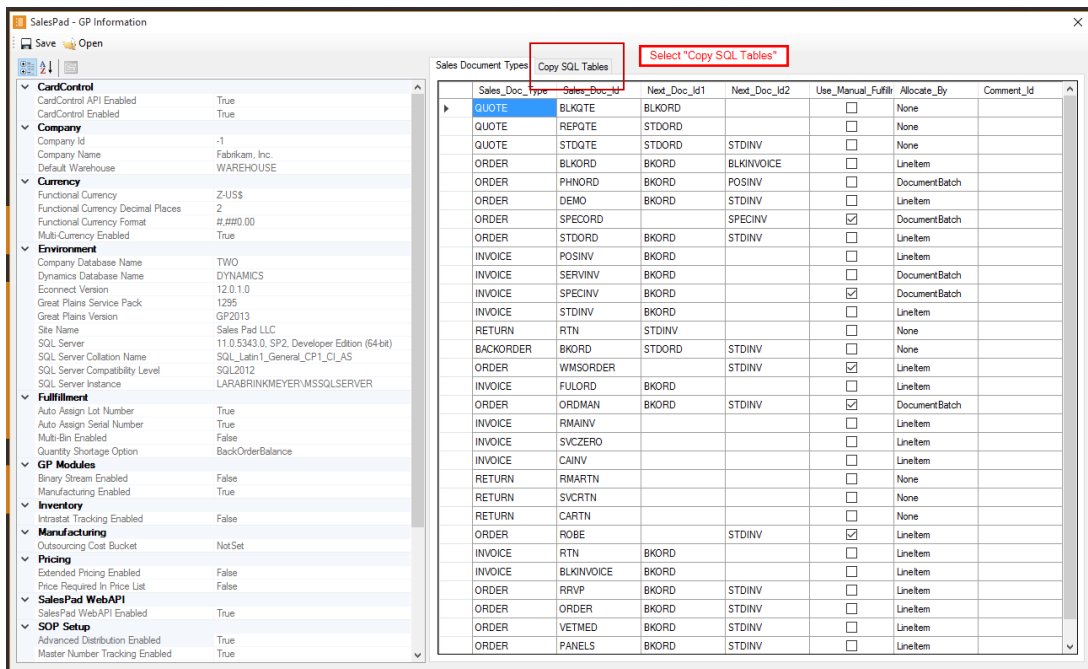 SalesPad - GP Information
Save Open
Sales Document Types Copy SQL Tables
Select "Copy SQL Tables"
CardControl
CardControl API Enabled True
CardControl Enabled True
Company
Company Id -1
Company Name Fabrikam, Inc.
Default Warehouse WAREHOUSE
Currency
Functional Currency Z-US$
Functional Currency Decimal Places 2
Functional Currency Format #,##0.00
Multi-Currency Enabled True
Environment
Company Database Name TWO
Dynamics Database Name DYNAMICS
Econnect Version 12.0.1.0
Great Plains Service Pack 1295
Great Plains Version GP2013
Site Name Sales Pad LLC
SQL Server 11.0.5343.0, SP2, Developer Edition (64-bit)
SQL Server Collation Name SQL_Latin1_General_CP1_CI_AS
SQL Server Compatibility Level SQL2012
SQL Server Instance LARABRINKMEYER\MSSQLSERVER
Fullfillment
Auto Assign Lot Number True
Auto Assign Serial Number True
Multi-Bin Enabled False
Quantity Shortage Option BackOrderBalance
GP Modules
Binary Stream Enabled False
Manufacturing Enabled True
Inventory
Intrastat Tracking Enabled False
Manufacturing
Outsourcing Cost Bucket NotSet
Pricing
Extended Pricing Enabled False
Price Required In Price List False
SalesPad WebAPI
SalesPad WebAPI Enabled True
SOP Setup
Advanced Distribution Enabled True
Master Number Tracking Enabled True
Sales_Doc_Type Sales_Doc_Id Next_Doc_Id1 Next_Doc_Id2 Use_Manual_Fulfillr Allocate_By Comment_Id
QUOTE BLKQTE BLKORD None
QUOTE REPQTE STDORD None
QUOTE STDQTE STDORD STDINV None
ORDER BLKORD BKORD BLKINVOICE LineItem
ORDER PHNORD BKORD POSINV DocumentBatch
ORDER DEMO BKORD STDINV LineItem
ORDER SPECORD SPECINV DocumentBatch
ORDER STDORD BKORD STDINV LineItem
INVOICE POSINV BKORD LineItem
INVOICE SERVINV BKORD DocumentBatch
INVOICE SPECINV BKORD DocumentBatch
INVOICE STDINV BKORD LineItem
RETURN RTN STDINV None
BACKORDER BKORD STDORD STDINV None
ORDER WMSORDER STDINV LineItem
INVOICE FULORD BKORD LineItem
ORDER ORDMAN BKORD STDINV DocumentBatch
INVOICE RMAINV LineItem
INVOICE SVCZERO LineItem
INVOICE CAINV LineItem
RETURN RMARTN None
RETURN SVCRTN None
RETURN CARTN None
ORDER ROBE STDINV LineItem
INVOICE RTN BKORD LineItem
INVOICE BLKINVOICE BKORD LineItem
ORDER RRVP BKORD STDINV LineItem
ORDER ORDER BKORD STDINV LineItem
ORDER VETMED BKORD STDINV LineItem
ORDER PANELS BKORD STDINV LineItem